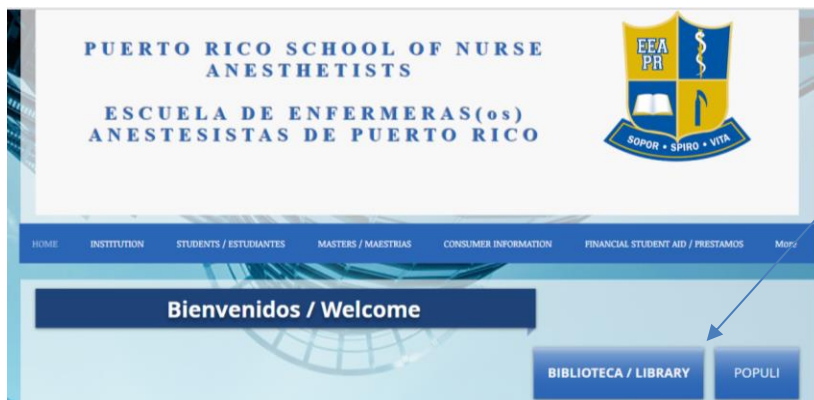 PUERTO RICO SCHOOL OF NURSE
ANESTHETISTS
ESCUELA DE ENFERMERAS(os)
ANESTESISTAS DE PUERTO RICO
EEA
PR
SOPOR • SPIRO • VITA
HOME INSTITUTION STUDENTS / ESTUDIANTES MASTERS / MAESTRIAS CONSUMER INFORMATION FINANCIAL STUDENT AID / PRESTAMOS More
Bienvenidos / Welcome
BIBLIOTECA / LIBRARY POPULI